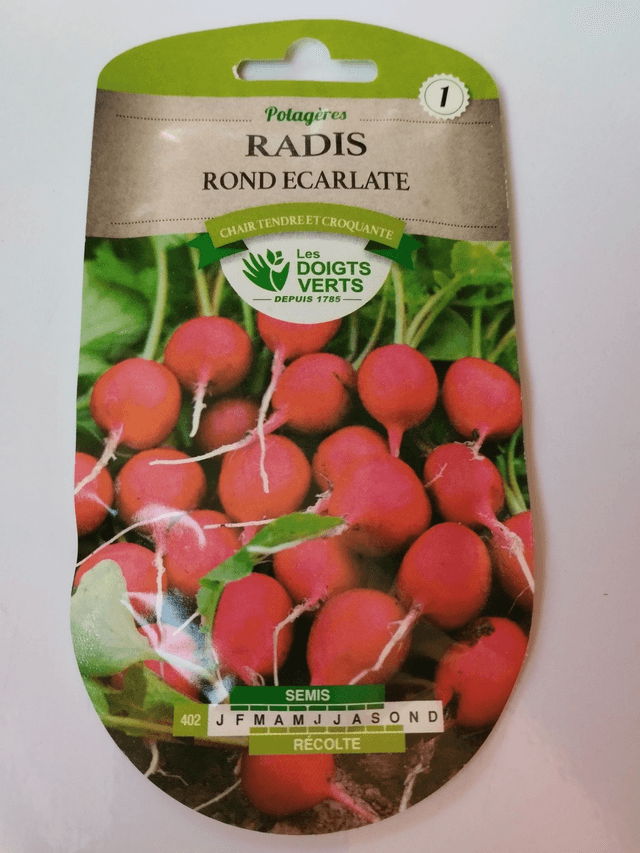 1
Potagères
RADIS
ROND ECARLATE
CHAIR TENDRE ET CROQUANTE
Les
DOIGTS
VERTS
DEPUIS 1785
SEMIS
402 J F M A M J J A S O N D
RÉCOLTE